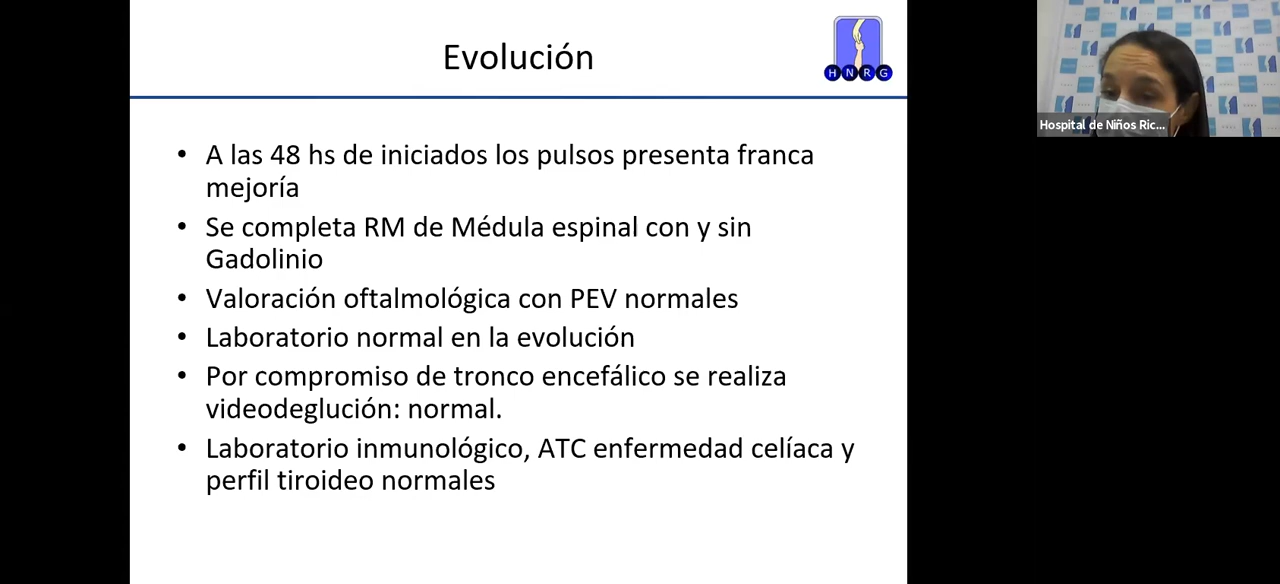 Evolución
H N R G
• A las 48 hs de iniciados los pulsos presenta franca
mejoría
• Se completa RM de Médula espinal con y sin
Gadolinio
• Valoración oftalmológica con PEV normales
• Laboratorio normal en la evolución
• Por compromiso de tronco encefálico se realiza
videodeglución: normal.
• Laboratorio inmunológico, ATC enfermedad celíaca y
perfil tiroideo normales
Hospital de Niños Ric...